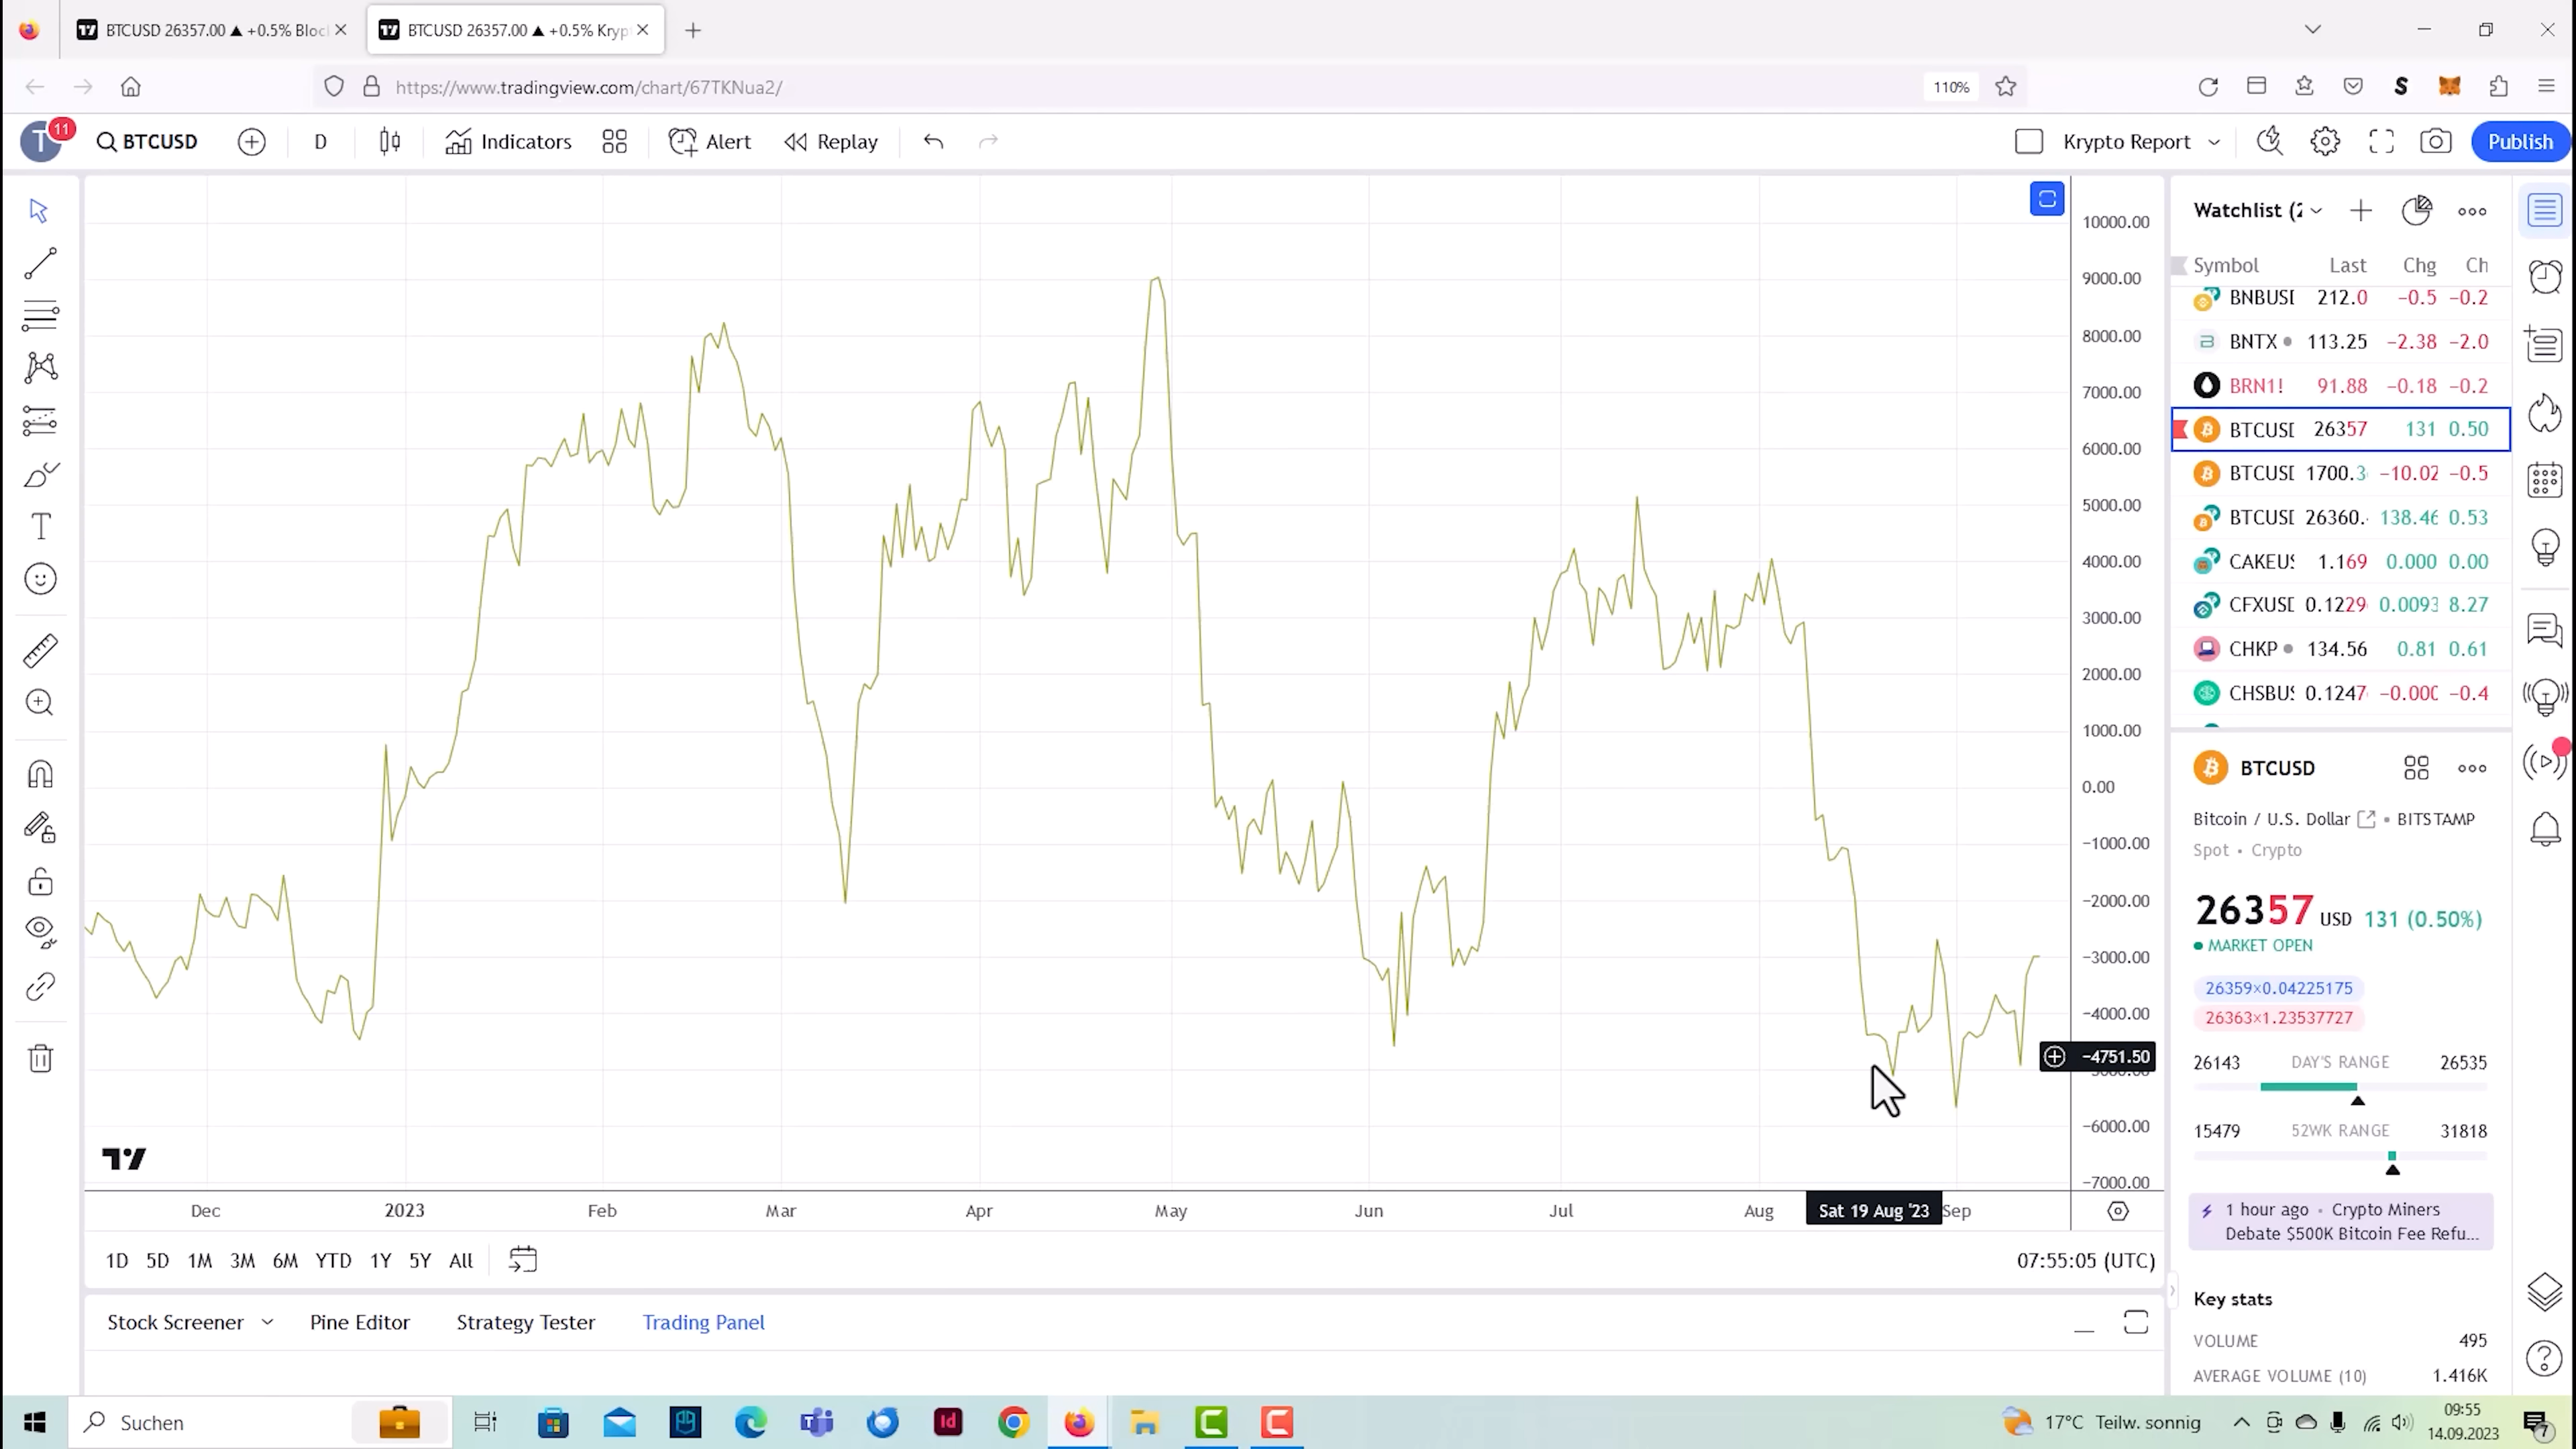 BTCUSD 26357.00 ▲ +0.5% Bloc
BTCUSD 26357.00 ▲ +0.5% Kryp
https://www.tradingview.com/chart/67TKNua2/
110%
T
11
BTCUSD
D
Indicators
Alert
Replay
Krypto Report
Publish
10000.00
9000.00
8000.00
7000.00
6000.00
5000.00
4000.00
3000.00
2000.00
1000.00
0.00
−1000.00
−2000.00
−3000.00
−4000.00
−4751.50
−6000.00
−7000.00
Dec 2023 Feb Mar Apr May Jun Jul Aug Sat 19 Aug '23 Sep
1D 5D 1M 3M 6M YTD 1Y 5Y All
07:55:05 (UTC)
Stock Screener Pine Editor Strategy Tester Trading Panel
Watchlist (2
Symbol Last Chg Ch
BNBUSD 212.0 −0.5 −0.2
BNTX 113.25 −2.38 −2.0
BRN1! 91.88 −0.18 −0.2
BTCUSD 26357 131 0.50
BTCUSD 1700.3 −10.02 −0.5
BTCUSD 26360. 138.46 0.53
CAKEUS 1.169 0.000 0.00
CFXUSD 0.1229 0.0093 8.27
CHKP 134.56 0.81 0.61
CHSBUS 0.1247 −0.000 −0.4
BTCUSD
Bitcoin / U.S. Dollar • BITSTAMP
Spot • Crypto
26357 USD 131 (0.50%)
MARKET OPEN
26359×0.04225175
26363×1.23537727
26143 DAY'S RANGE 26535
15479 52WK RANGE 31818
1 hour ago • Crypto Miners
Debate $500K Bitcoin Fee Refu...
Key stats
VOLUME 495
AVERAGE VOLUME (10) 1.416K
Suchen
Id
17°C Teilw. sonnig
09:55
14.09.2023
7